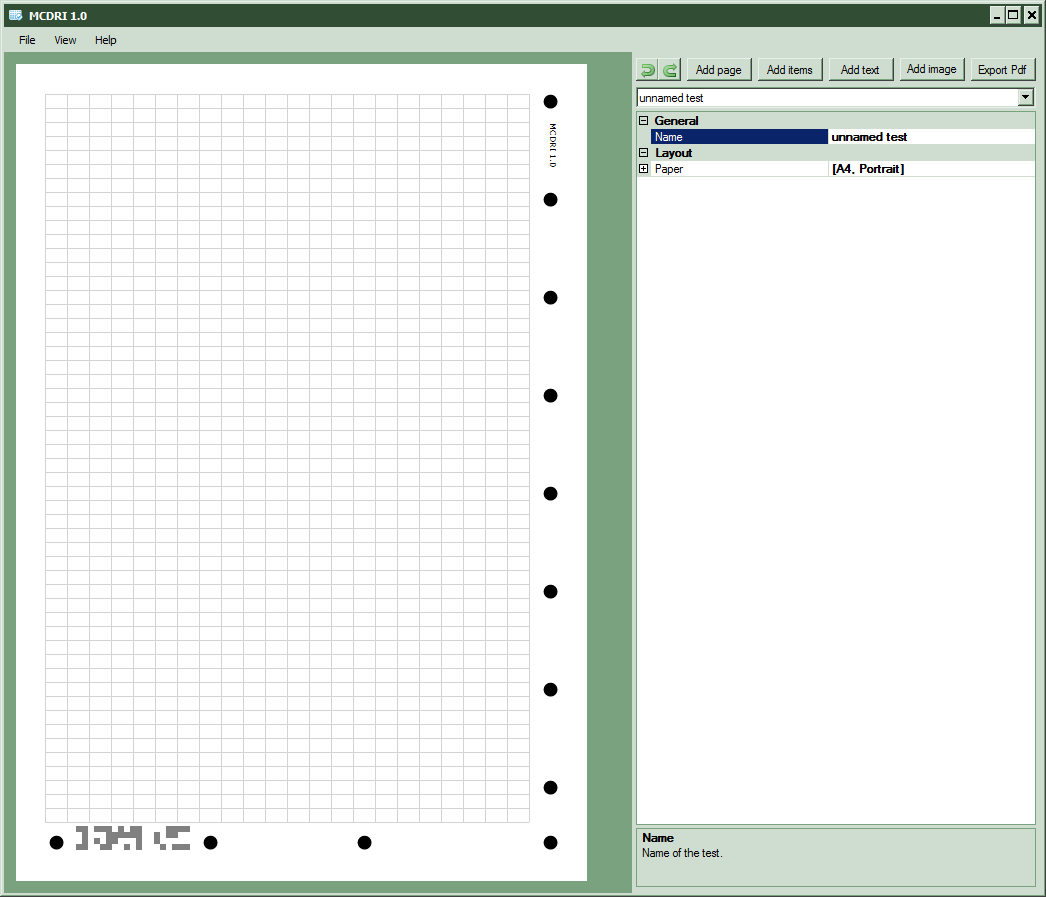 MCDRI 1.0
File View Help
Add page Add items Add text Add image Export Pdf
unnamed test
General
Name unnamed test
Layout
Paper [A4, Portrait]
MCDRI 1.0
Name
Name of the test.